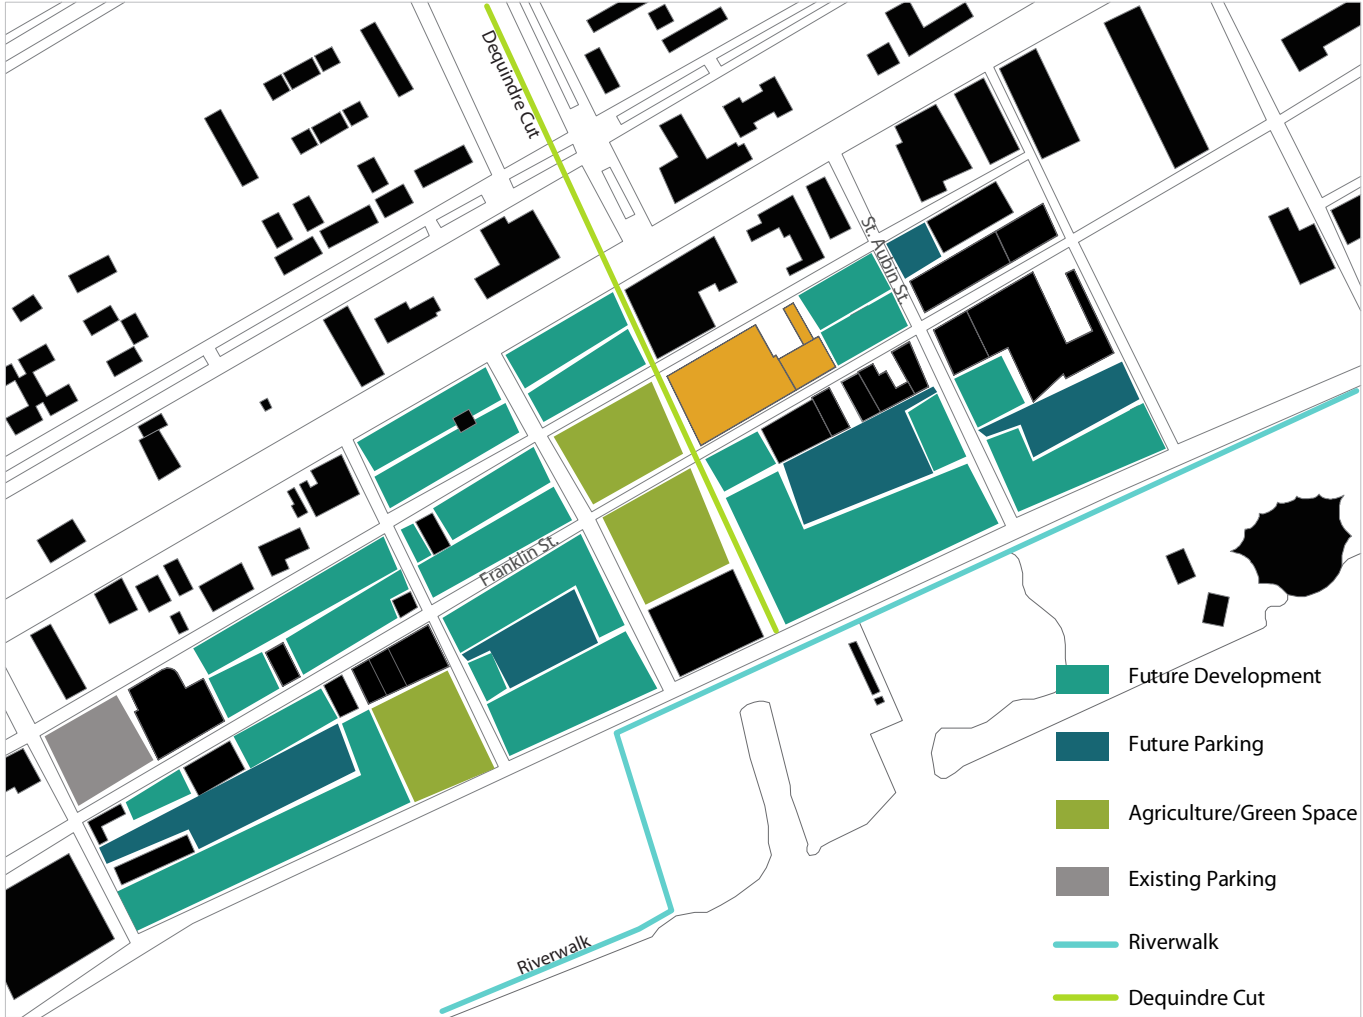 Dequindre Cut
St. Aubin St.
Franklin St.
Riverwalk
Future Development
Future Parking
Agriculture/Green Space
Existing Parking
Riverwalk
Dequindre Cut